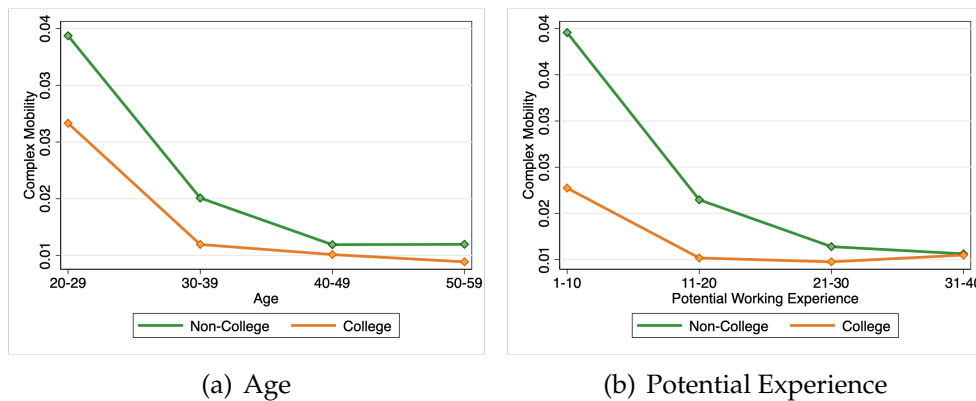 Complex Mobility
0.04
0.03
0.03
0.02
0.01
20-29
30-39
40-49
50-59
Age
Non-College
College
(a) Age
Complex Mobility
0.04
0.04
0.03
0.03
0.02
0.01
1-10
11-20
21-30
31-40
Potential Working Experience
Non-College
College
(b) Potential Experience